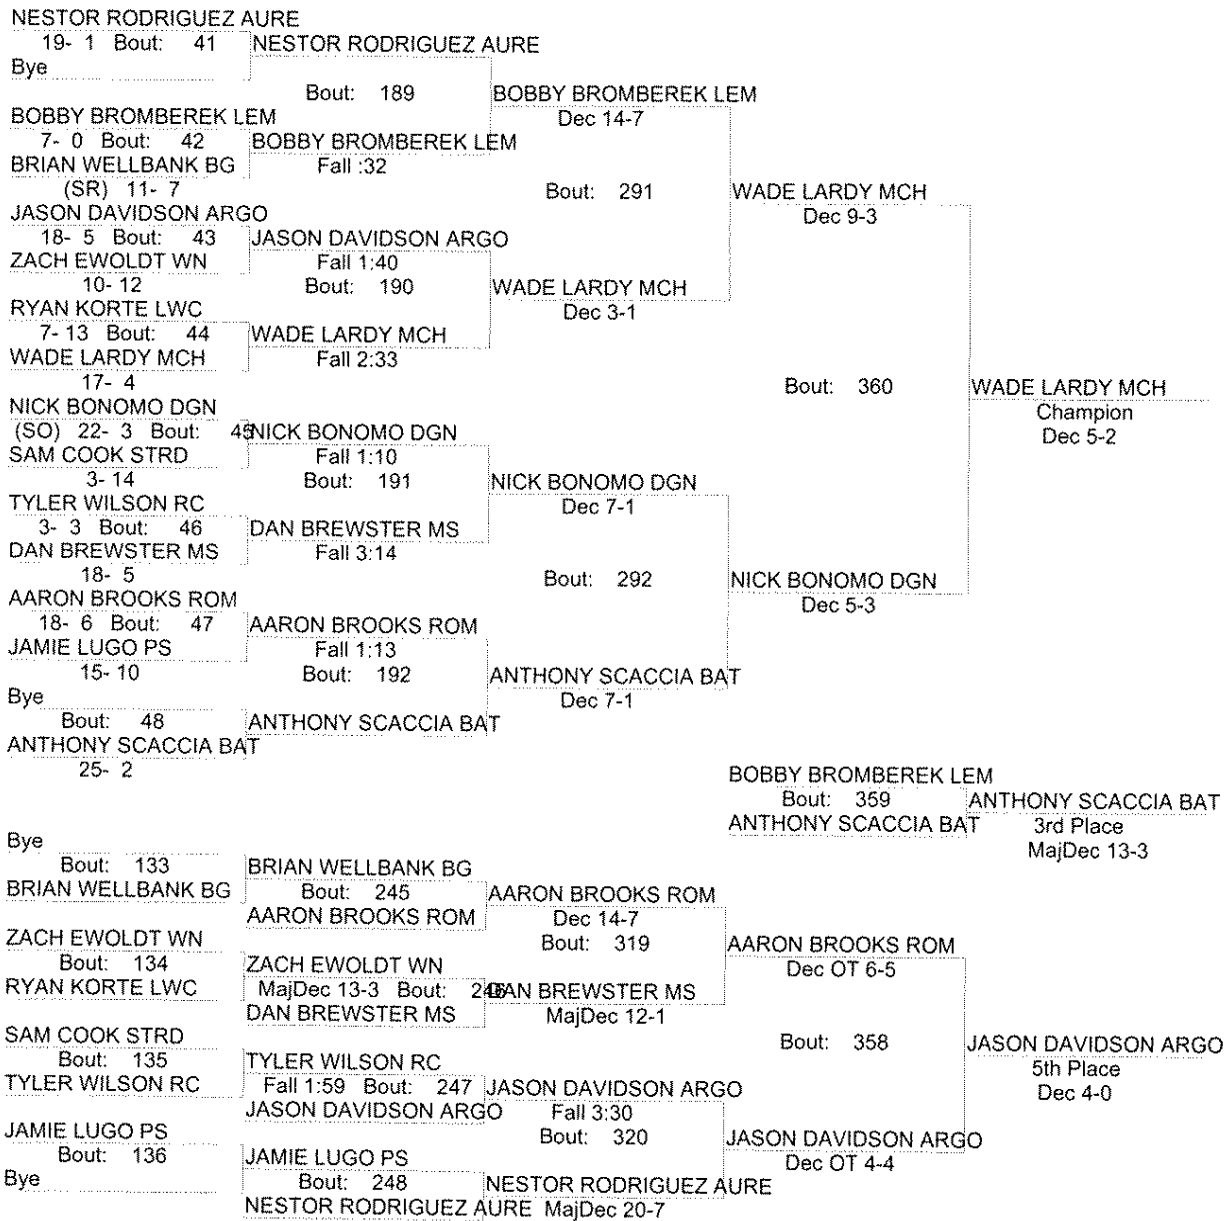 NESTOR RODRIGUEZ AURE
19- 1 Bout: 41 NESTOR RODRIGUEZ AURE
Bye
Bout: 189 BOBBY BROMBEREK LEM
BOBBY BROMBEREK LEM Dec 14-7
7- 0 Bout: 42 BOBBY BROMBEREK LEM
BRIAN WELLBANK BG Fall :32
(SR) 11- 7 Bout: 291 WADE LARDY MCH
JASON DAVIDSON ARGO Dec 9-3
18- 5 Bout: 43 JASON DAVIDSON ARGO
ZACH EWOLDT WN Fall 1:40
10- 12 Bout: 190 WADE LARDY MCH
RYAN KORTE LWC Dec 3-1
7- 13 Bout: 44 WADE LARDY MCH
WADE LARDY MCH Fall 2:33
17- 4 Bout: 360 WADE LARDY MCH
NICK BONOMO DGN Champion
(SO) 22- 3 Bout: 45 NICK BONOMO DGN Dec 5-2
SAM COOK STRD Fall 1:10
3- 14 Bout: 191 NICK BONOMO DGN
TYLER WILSON RC Dec 7-1
3- 3 Bout: 46 DAN BREWSTER MS
DAN BREWSTER MS Fall 3:14
18- 5 Bout: 292 NICK BONOMO DGN
AARON BROOKS ROM Dec 5-3
18- 6 Bout: 47 AARON BROOKS ROM
JAMIE LUGO PS Fall 1:13
15- 10 Bout: 192 ANTHONY SCACCIA BAT
Bye Dec 7-1
Bout: 48 ANTHONY SCACCIA BAT
ANTHONY SCACCIA BAT
25- 2
BOBBY BROMBEREK LEM
Bout: 359 ANTHONY SCACCIA BAT
ANTHONY SCACCIA BAT 3rd Place
MajDec 13-3
Bye
Bout: 133 BRIAN WELLBANK BG
BRIAN WELLBANK BG Bout: 245 AARON BROOKS ROM
AARON BROOKS ROM Dec 14-7
ZACH EWOLDT WN Bout: 319 AARON BROOKS ROM
Bout: 134 ZACH EWOLDT WN Dec OT 6-5
RYAN KORTE LWC MajDec 13-3 Bout: 246 DAN BREWSTER MS
DAN BREWSTER MS MajDec 12-1
SAM COOK STRD Bout: 358 JASON DAVIDSON ARGO
Bout: 135 TYLER WILSON RC 5th Place
TYLER WILSON RC Fall 1:59 Bout: 247 JASON DAVIDSON ARGO Dec 4-0
JASON DAVIDSON ARGO Fall 3:30
JAMIE LUGO PS Bout: 320 JASON DAVIDSON ARGO
Bout: 136 JAMIE LUGO PS Dec OT 4-4
Bye Bout: 248 NESTOR RODRIGUEZ AURE
NESTOR RODRIGUEZ AURE MajDec 20-7